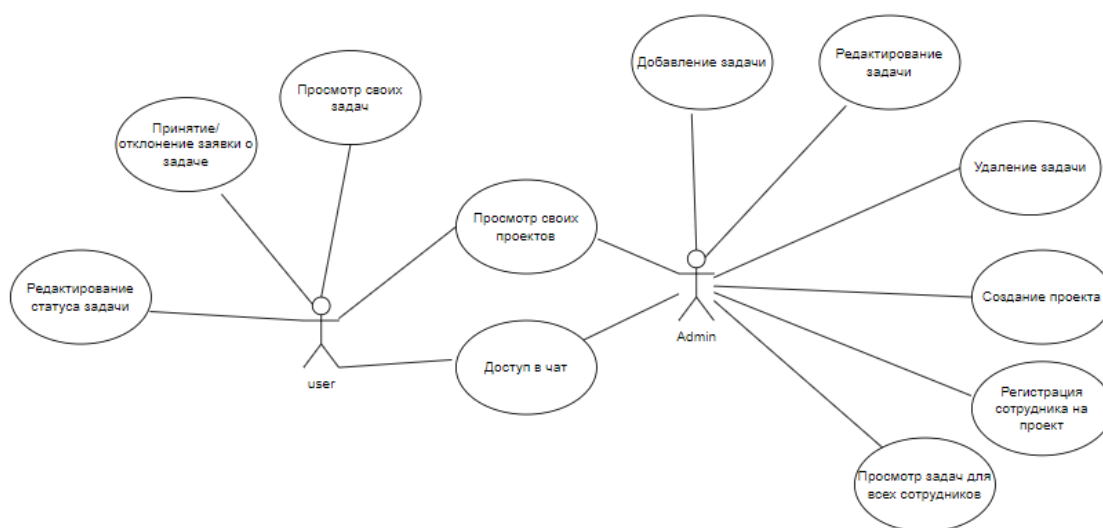 Добавление задачи
Редактирование
задачи
Просмотр своих
задач
Принятие/
отклонение заявки о
задаче
Удаление задачи
Просмотр своих
проектов
Редактирование
статуса задачи
Создание проекта
Admin
Доступ в чат
user
Регистрация
сотрудника на
проект
Просмотр задач для
всех сотрудников